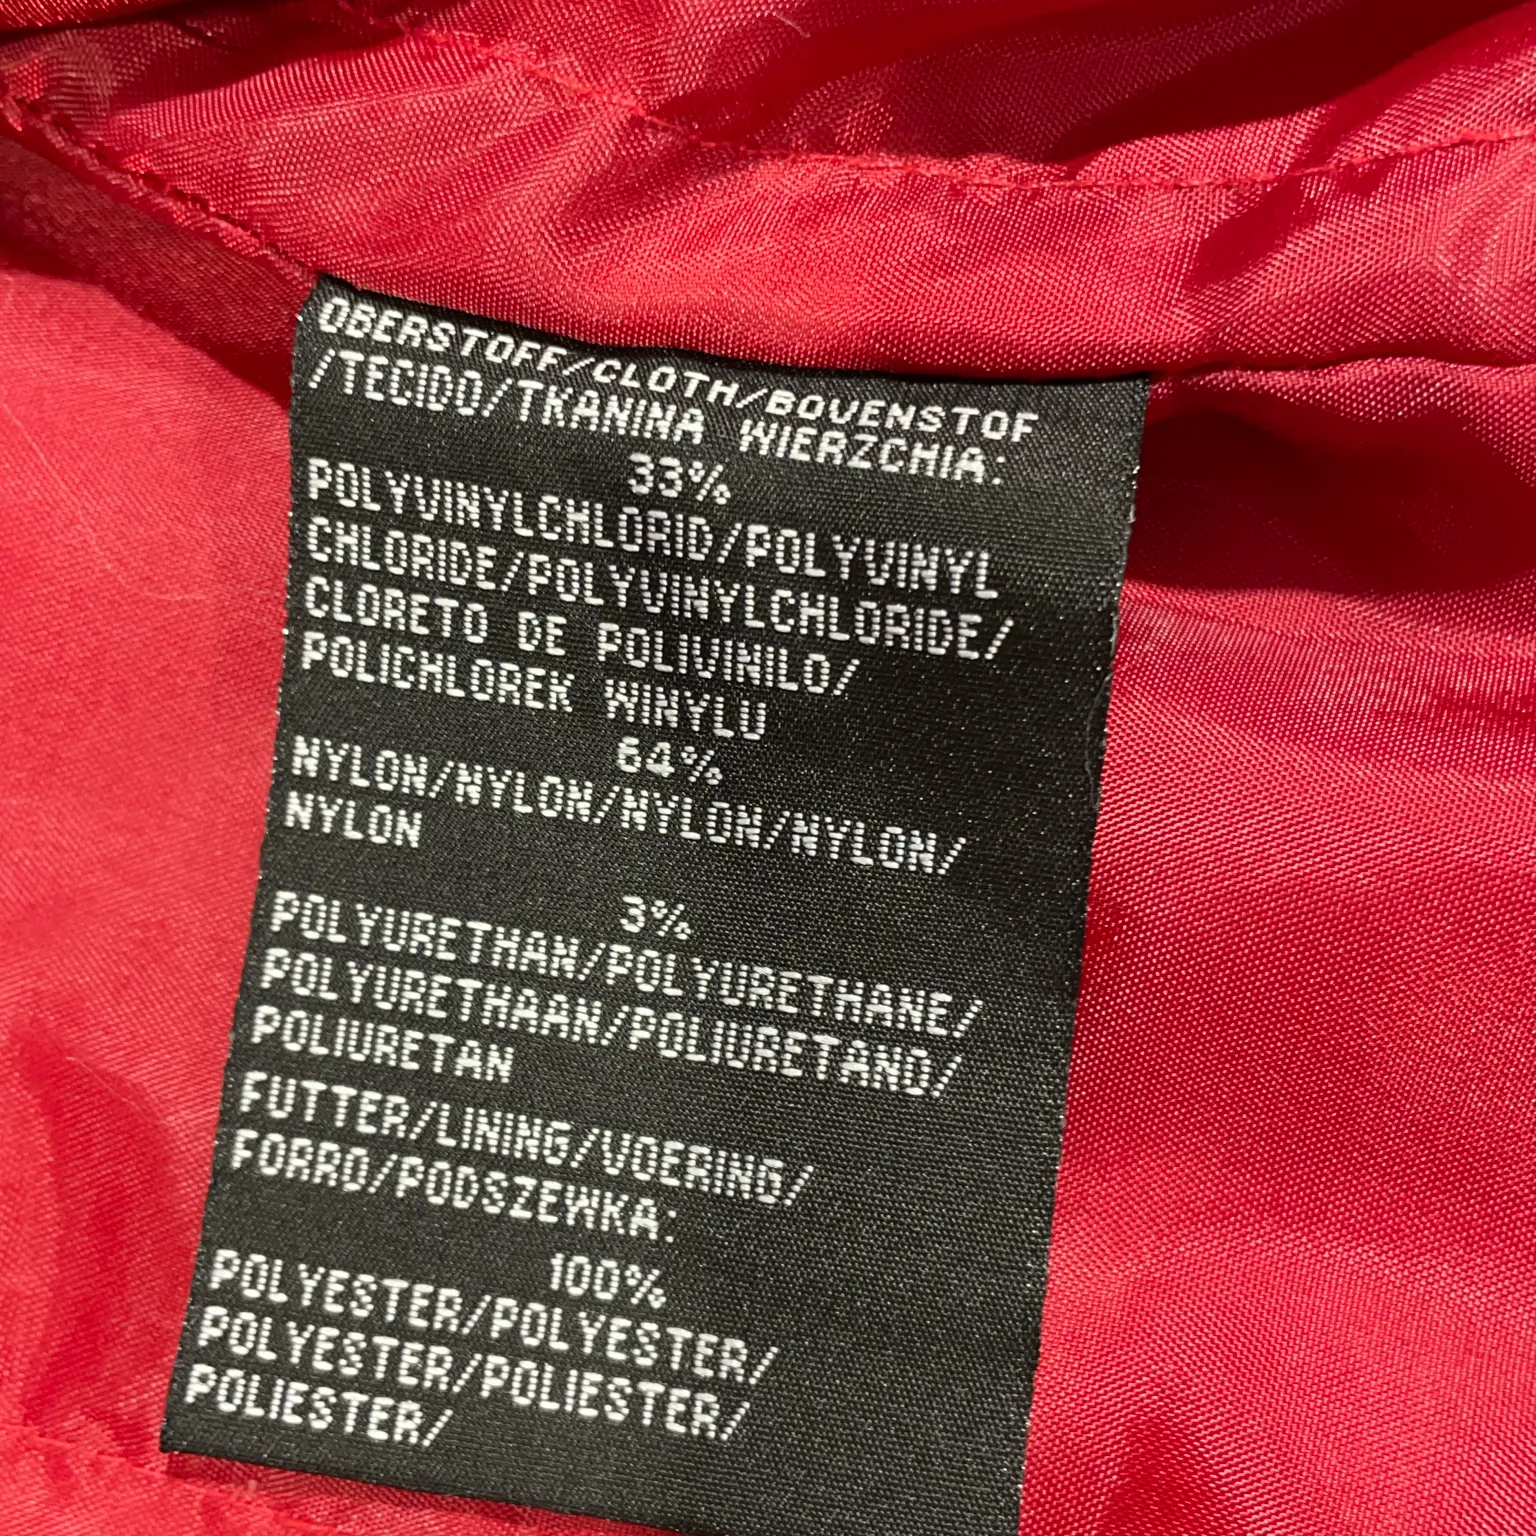 OBERSTOFF/CLOTH/BOVENSTOF
/TECIDO/TKANINA WIERZCHIA:
33%
POLYVINYLCHLORID/POLYVINYL
CHLORIDE/POLYVINYLCHLORIDE/
CLORETO DE POLIVINILO/
POLICHLOREK WINYLU
64%
NYLON/NYLON/NYLON/NYLON/
NYLON
3%
POLYURETHAN/POLYURETHANE/
POLYURETHAAN/POLIURETANO/
POLIURETAN
FUTTER/LINING/VOERING/
FORRO/PODSZEWKA:
100%
POLYESTER/POLYESTER/
POLYESTER/POLIESTER/
POLIESTER/